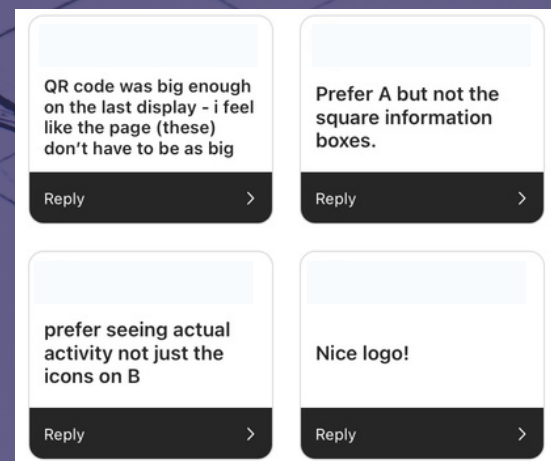 QR code was big enough
on the last display - i feel
like the page (these)
don't have to be as big
Reply
Prefer A but not the
square information
boxes.
Reply
prefer seeing actual
activity not just the
icons on B
Reply
Nice logo!
Reply